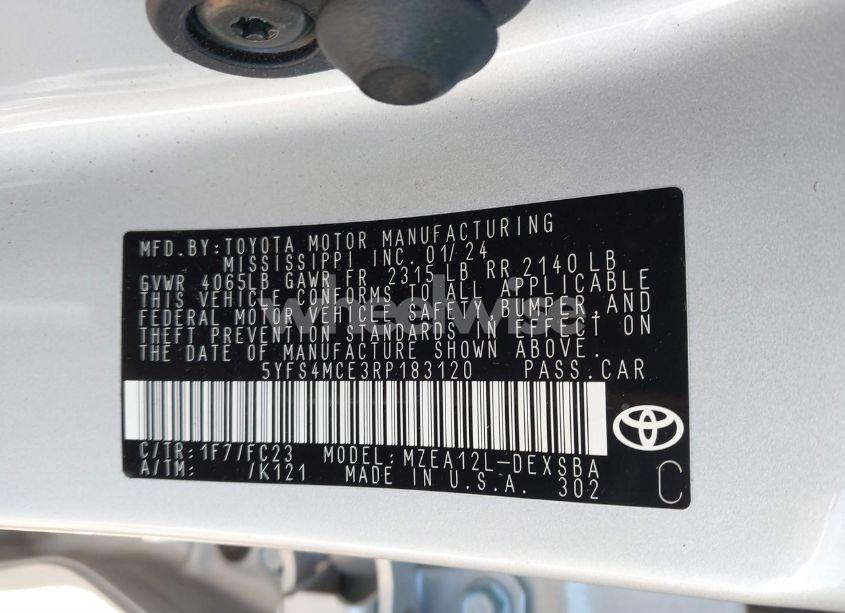 MFD.BY:TOYOTA MOTOR MANUFACTURING
MISSISSIPPI INC. 01/24
GVWR 4065LB GAWR FR 2315 LB RR 2140 LB
THIS VEHICLE CONFORMS TO ALL APPLICABLE
FEDERAL MOTOR VEHICLE SAFETY, BUMPER, AND
THEFT PREVENTION STANDARDS IN EFFECT ON
THE DATE OF MANUFACTURE SHOWN ABOVE.
5YFS4MCE3RP183120 PASS.CAR
C/TR: 1F7/FC23 MODEL: MZEA12L-DEXSBA
A/TM: /K121 MADE IN U.S.A. 302
C
wheelwise